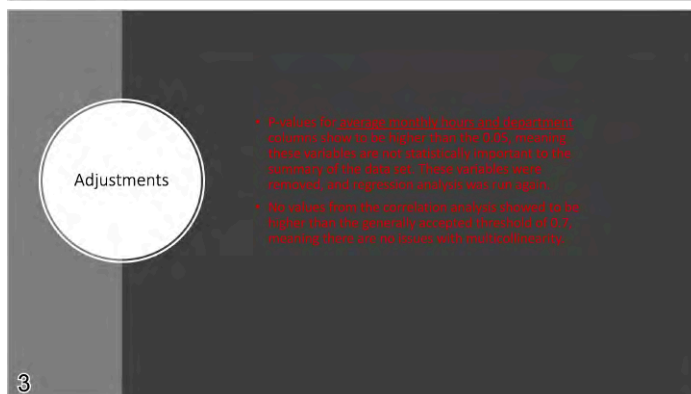 Adjustments
• P-values for average monthly hours and department
columns show to be higher than the 0.05, meaning
these variables are not statistically important to the
summary of the data set. Those variables were
removed, and regression analysis was run again.
• No values from the correlation analysis showed to be
higher than the generally accepted threshold of 0.7,
meaning there are no issues with multicollinearity.
3